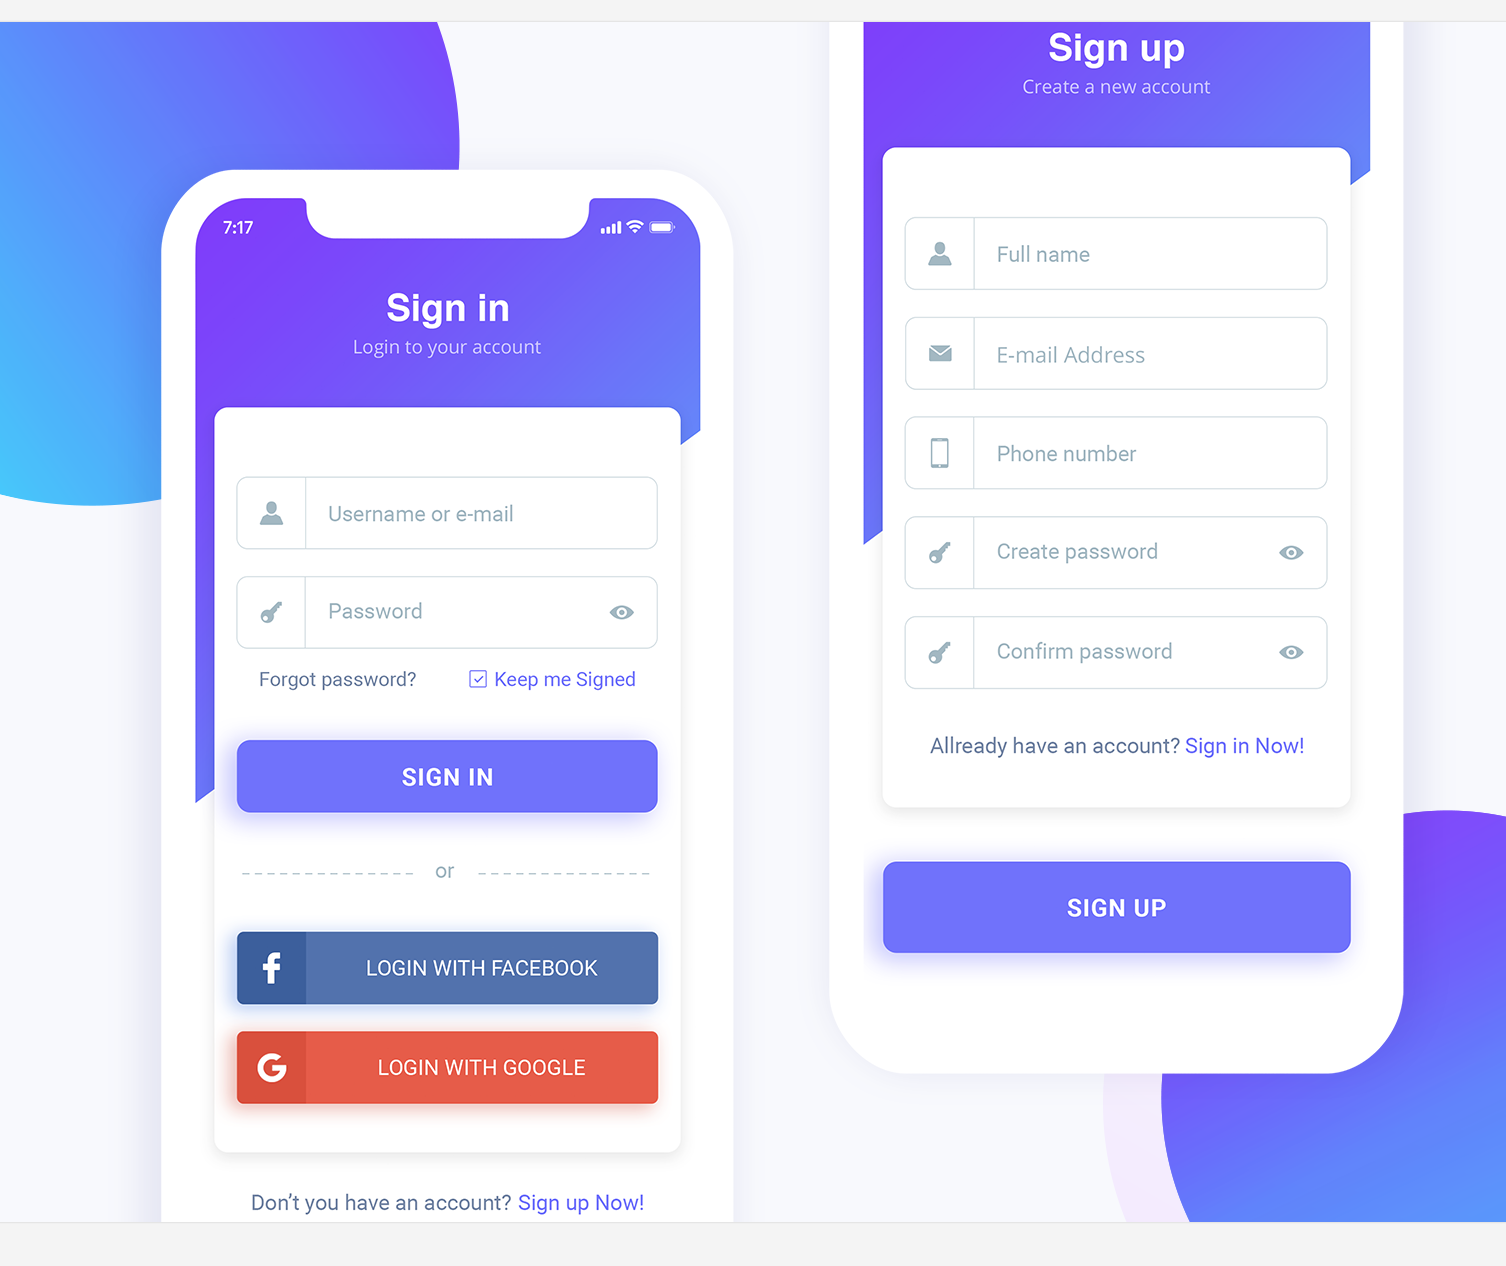 7:17
Sign in
Login to your account
Username or e-mail
Password
Forgot password?
Keep me Signed
SIGN IN
or
LOGIN WITH FACEBOOK
LOGIN WITH GOOGLE
Don’t you have an account? Sign up Now!
Sign up
Create a new account
Full name
E-mail Address
Phone number
Create password
Confirm password
Allready have an account? Sign in Now!
SIGN UP